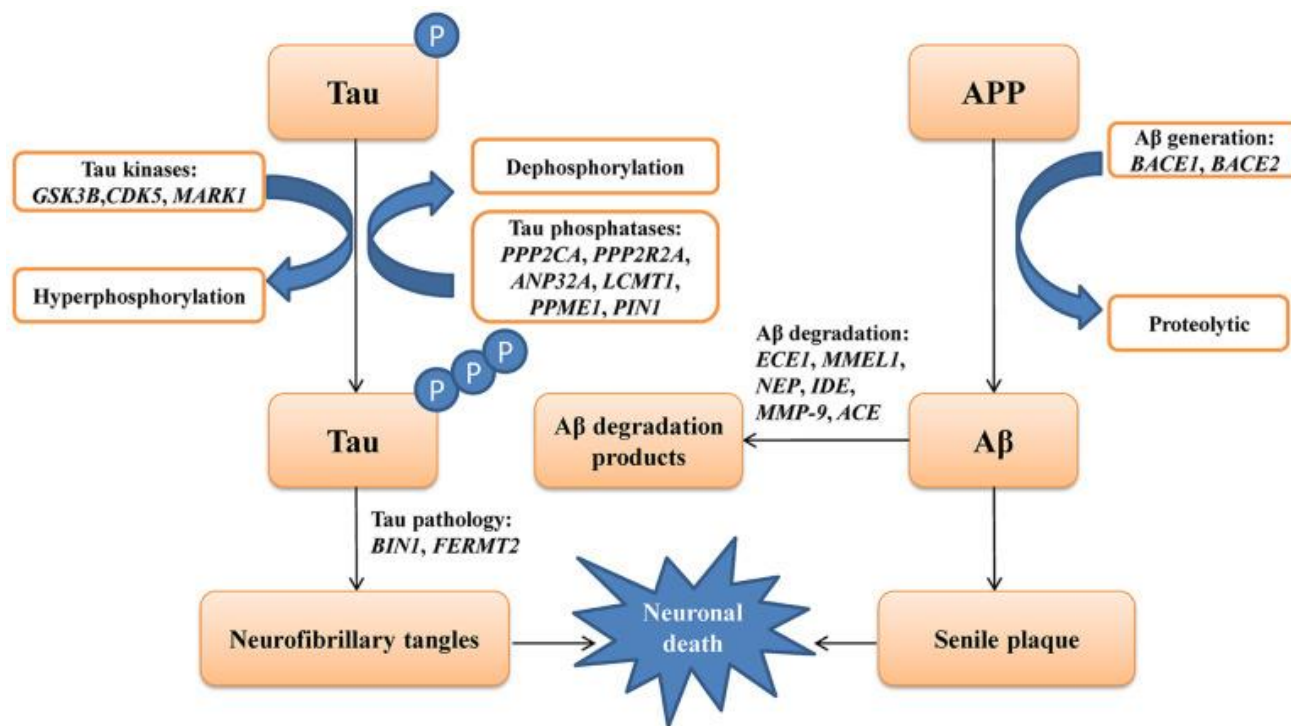 P
Tau
APP
Tau kinases:
GSK3B,CDK5, MARK1
Hyperphosphorylation
Dephosphorylation
Tau phosphatases:
PPP2CA, PPP2R2A,
ANP32A, LCMT1,
PPME1, PIN1
Aβ generation:
BACE1, BACE2
Proteolytic
P
P
P
Tau
Aβ degradation:
ECE1, MMEL1,
NEP, IDE,
MMP-9, ACE
Aβ degradation
products
Aβ
Tau pathology:
BIN1, FERMT2
Neurofibrillary tangles
Neuronal
death
Senile plaque